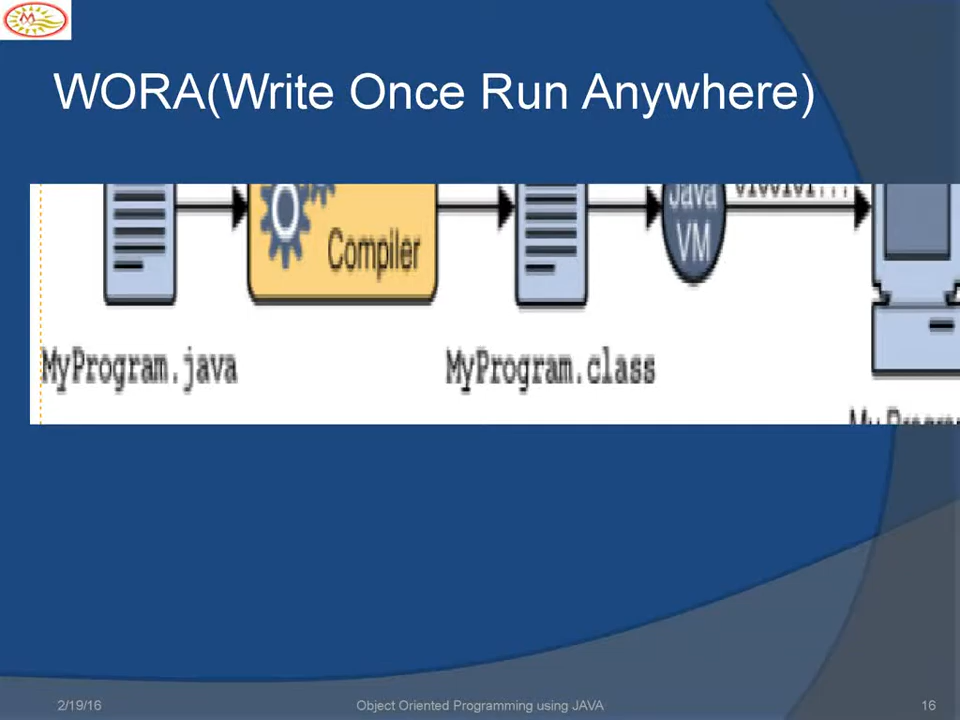 WORA(Write Once Run Anywhere)
Java
VM
Compiler
MyProgram.java
MyProgram.class
2/19/16
Object Oriented Programming using JAVA
16